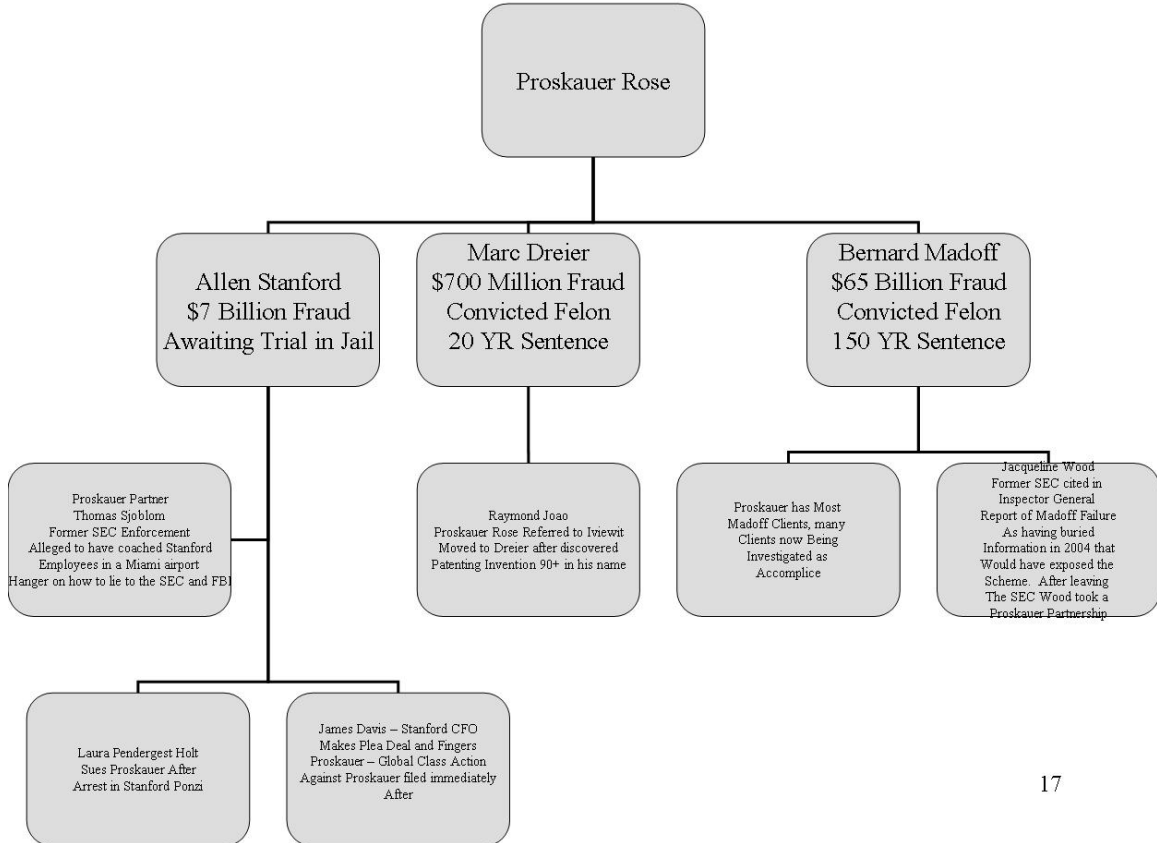 Proskauer Rose
Allen Stanford
$7 Billion Fraud
Awaiting Trial in Jail
Marc Dreier
$700 Million Fraud
Convicted Felon
20 YR Sentence
Bernard Madoff
$65 Billion Fraud
Convicted Felon
150 YR Sentence
Proskauer Partner
Thomas Sjoblom
Former SEC Enforcement
Alleged to have coached Stanford
Employees in a Miami airport
Hanger on how to lie to the SEC and FBI
Raymond Joao
Proskauer Rose Referred to Iviewit
Moved to Dreier after discovered
Patenting Invention 90+ in his name
Proskauer has Most
Madoff Clients, many
Clients now Being
Investigated as
Accomplice
Jacqueline Wood
Former SEC cited in
Inspector General
Report of Madoff Failure
As having buried
Information in 2004 that
Would have exposed the
Scheme. After leaving
The SEC Wood took a
Proskauer Partnership
Laura Pendergest Holt
Sues Proskauer After
Arrest in Stanford Ponzi
James Davis – Stanford CFO
Makes Plea Deal and Fingers
Proskauer – Global Class Action
Against Proskauer filed immediately
After
17